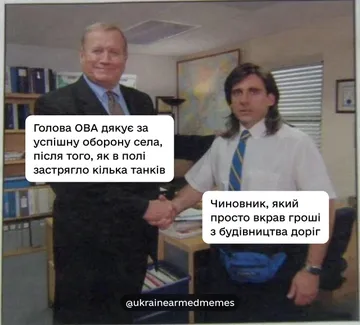 Голова ОВА дякує за
успішну оборону села,
після того, як в полі
застрягло кілька танків
Чиновник, який
просто вкрав гроші
з будівництва доріг
@ukrainearmedmemes